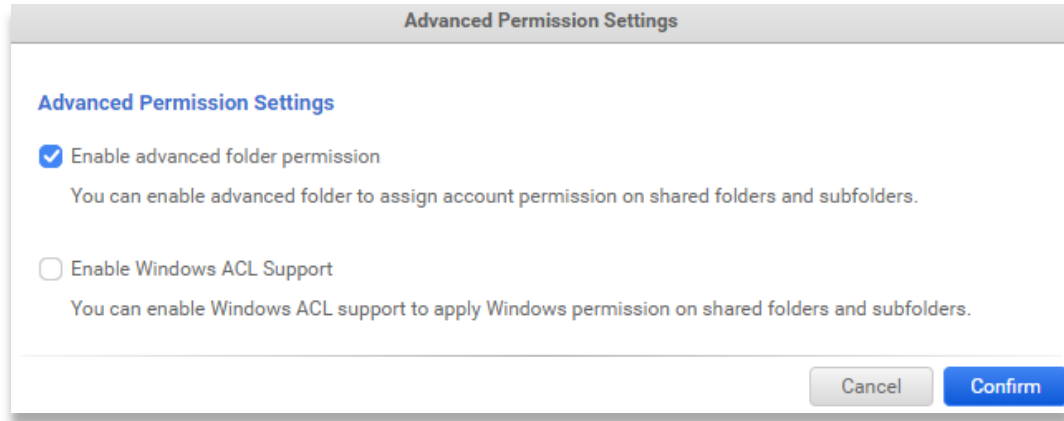 Advanced Permission Settings
Advanced Permission Settings
Enable advanced folder permission
You can enable advanced folder to assign account permission on shared folders and subfolders.
Enable Windows ACL Support
You can enable Windows ACL support to apply Windows permission on shared folders and subfolders.
Cancel Confirm